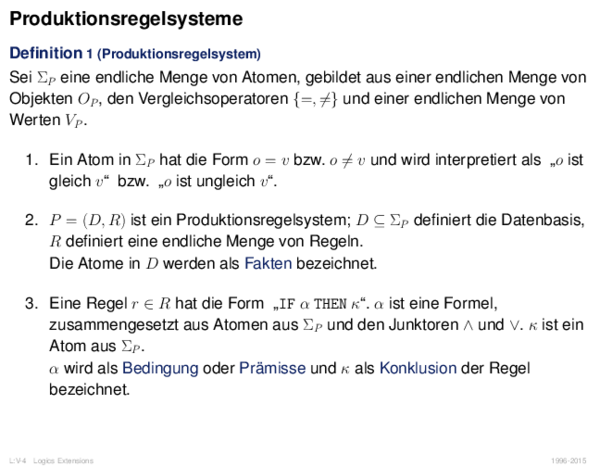 Produktionsregelsysteme
Definition 1 (Produktionsregelsystem)
Sei Σ_P eine endliche Menge von Atomen, gebildet aus einer endlichen Menge von
Objekten O_P, den Vergleichsoperatoren {=, ≠} und einer endlichen Menge von
Werten V_P.
1. Ein Atom in Σ_P hat die Form o = v bzw. o ≠ v und wird interpretiert als „o ist
gleich v“ bzw. „o ist ungleich v“.
2. P = (D, R) ist ein Produktionsregelsystem; D ⊆ Σ_P definiert die Datenbasis,
R definiert eine endliche Menge von Regeln.
Die Atome in D werden als Fakten bezeichnet.
3. Eine Regel r ∈ R hat die Form „IF α THEN κ“. α ist eine Formel,
zusammengesetzt aus Atomen aus Σ_P und den Junktoren ∧ und ∨. κ ist ein
Atom aus Σ_P.
α wird als Bedingung oder Prämisse und κ als Konklusion der Regel
bezeichnet.
L:V-4 Logics Extensions 1996-2015